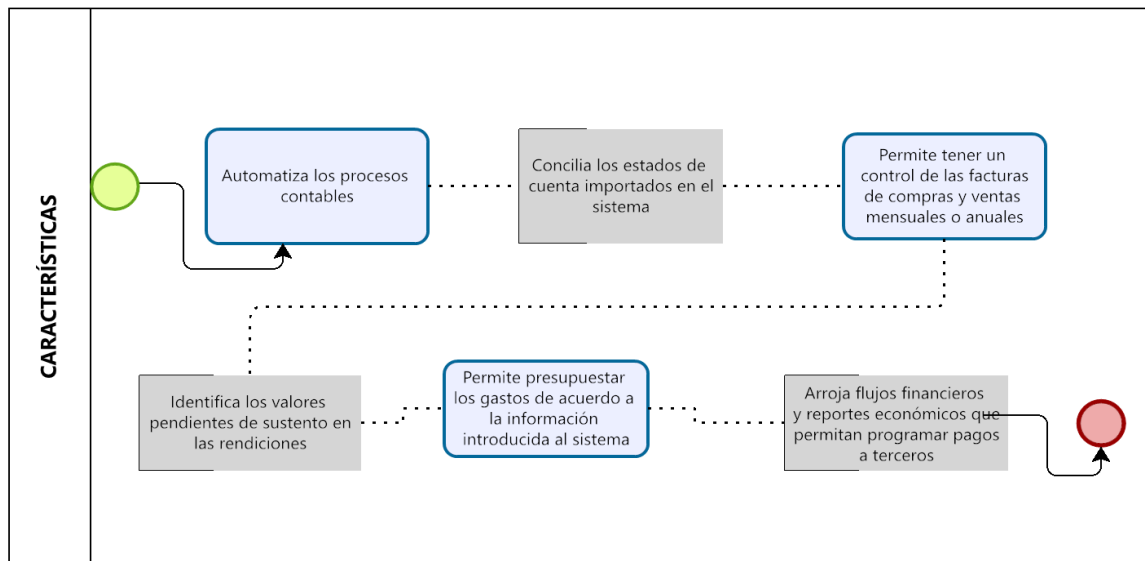 CARACTERÍSTICAS
Automatiza los procesos
contables
Concilia los estados de
cuenta importados en el
sistema
Permite tener un
control de las facturas
de compras y ventas
mensuales o anuales
Identifica los valores
pendientes de sustento en
las rendiciones
Permite presupuestar
los gastos de acuerdo a
la información
introducida al sistema
Arroja flujos financieros
y reportes económicos que
permitan programar pagos
a terceros